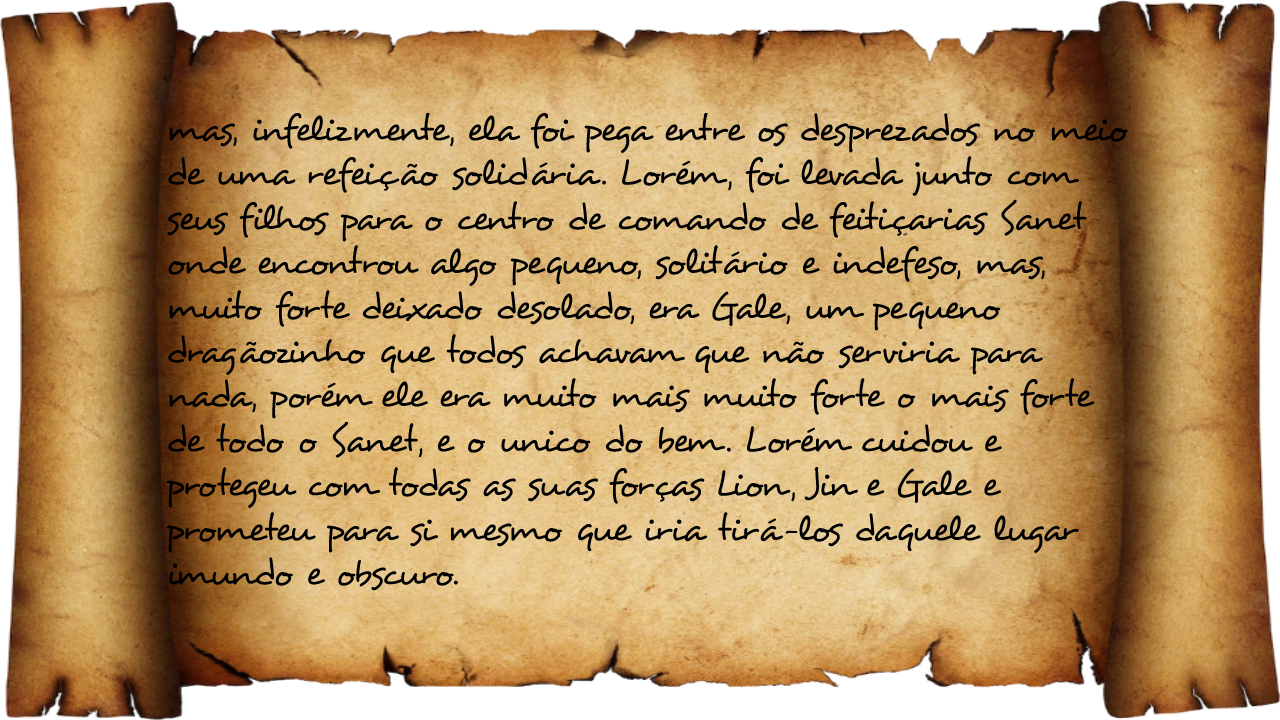 mas, infelizmente, ela foi pega entre os desprezados no meio
de uma refeição solidária. Lorém, foi levada junto com
seus filhos para o centro de comando de feitiçarias Sanet
onde encontrou algo pequeno, solitário e indefeso, mas,
muito forte deixado desolado, era Gale, um pequeno
dragãozinho que todos achavam que não serviria para
nada, porém ele era muito mais muito forte o mais forte
de todo o Sanet, e o unico do bem. Lorém cuidou e
protegeu com todas as suas forças Lion, Jin e Gale e
prometeu para si mesmo que iria tirá-los daquele lugar
imundo e obscuro.